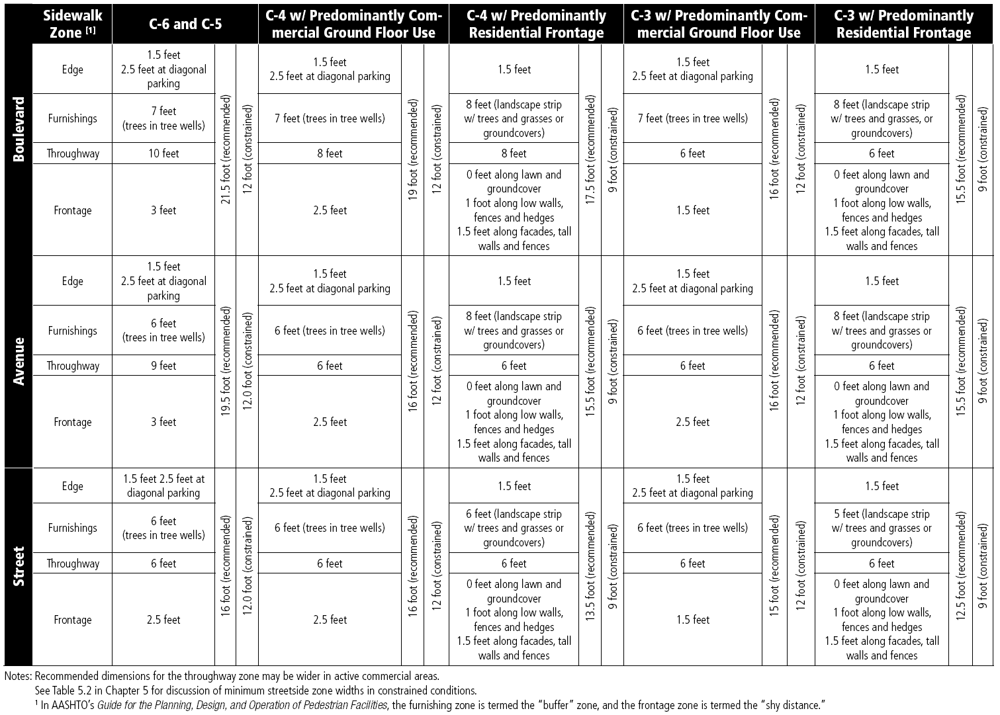 Sidewalk Zone [1]
C-6 and C-5
C-4 w/ Predominantly Com-
mercial Ground Floor Use
C-4 w/ Predominantly
Residential Frontage
C-3 w/ Predominantly Com-
mercial Ground Floor Use
C-3 w/ Predominantly
Residential Frontage
Boulevard
Edge
1.5 feet
2.5 feet at diagonal
parking
21.5 foot (recommended)
12 foot (constrained)
1.5 feet
2.5 feet at diagonal parking
19 foot (recommended)
12 foot (constrained)
1.5 feet
17.5 foot (recommended)
9 foot (constrained)
1.5 feet
2.5 feet at diagonal parking
16 foot (recommended)
12 foot (constrained)
1.5 feet
15.5 foot (recommended)
9 foot (constrained)
Furnishings
7 feet
(trees in tree wells)
7 feet (trees in tree wells)
8 feet (landscape strip
w/ trees and grasses or
groundcovers)
7 feet (trees in tree wells)
8 feet (landscape strip
w/ trees and grasses, or
groundcovers)
Throughway
10 feet
8 feet
8 feet
6 feet
6 feet
Frontage
3 feet
2.5 feet
0 feet along lawn and
groundcover
1 foot along low walls,
fences and hedges
1.5 feet along facades, tall
walls and fences
1.5 feet
0 feet along lawn and
groundcover
1 foot along low walls,
fences and hedges
1.5 feet along facades, tall
walls and fences
Avenue
Edge
1.5 feet
2.5 feet at diagonal
parking
19.5 foot (recommended)
12.0 foot (constrained)
1.5 feet
2.5 feet at diagonal parking
16 foot (recommended)
12 foot (constrained)
1.5 feet
15.5 foot (recommended)
9 foot (constrained)
1.5 feet
2.5 feet at diagonal parking
16 foot (recommended)
12 foot (constrained)
1.5 feet
15.5 foot (recommended)
9 foot (constrained)
Furnishings
6 feet
(trees in tree wells)
6 feet (trees in tree wells)
8 feet (landscape strip
w/ trees and grasses or
groundcovers)
6 feet (trees in tree wells)
8 feet (landscape strip
w/ trees and grasses or
groundcovers)
Throughway
9 feet
6 feet
6 feet
6 feet
6 feet
Frontage
3 feet
2.5 feet
0 feet along lawn and
groundcover
1 foot along low walls,
fences and hedges
1.5 feet along facades, tall
walls and fences
2.5 feet
0 feet along lawn and
groundcover
1 foot along low walls,
fences and hedges
1.5 feet along facades, tall
walls and fences
Street
Edge
1.5 feet 2.5 feet at
diagonal parking
16 foot (recommended)
12.0 foot (constrained)
1.5 feet
2.5 feet at diagonal parking
16 foot (recommended)
12 foot (constrained)
1.5 feet
13.5 foot (recommended)
9 foot (constrained)
1.5 feet
2.5 feet at diagonal parking
15 foot (recommended)
12 foot (constrained)
1.5 feet
12.5 foot (recommended)
9 foot (constrained)
Furnishings
6 feet
(trees in tree wells)
6 feet (trees in tree wells)
6 feet (landscape strip
w/ trees and grasses or
groundcovers)
6 feet (trees in tree wells)
5 feet (landscape strip
w/ trees and grasses or
groundcovers)
Throughway
6 feet
6 feet
6 feet
6 feet
6 feet
Frontage
2.5 feet
2.5 feet
0 feet along lawn and
groundcover
1 foot along low walls,
fences and hedges
1.5 feet along facades, tall
walls and fences
1.5 feet
0 feet along lawn and
groundcover
1 foot along low walls,
fences and hedges
1.5 feet along facades, tall
walls and fences
Notes: Recommended dimensions for the throughway zone may be wider in active commercial areas.
See Table 5.2 in Chapter 5 for discussion of minimum streetside zone widths in constrained conditions.
1 In AASHTO's Guide for the Planning, Design, and Operation of Pedestrian Facilities, the furnishing zone is termed the “buffer” zone, and the frontage zone is termed the “shy distance.”